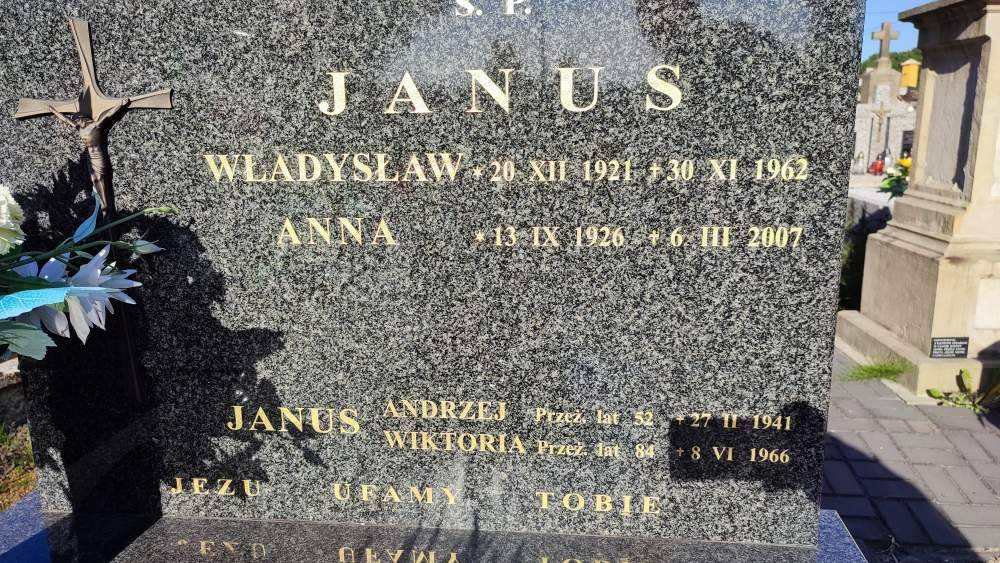 Ś. P.
JANUS
WŁADYSŁAW * 20 XII 1921 + 30 XI 1962
ANNA * 13 IX 1926 + 6. III 2007
JANUS ANDRZEJ Przeż. lat 52 + 27 II 1941
WIKTORIA Przeż. lat 84 + 8 VI 1966
JEZU UFAMY TOBIE